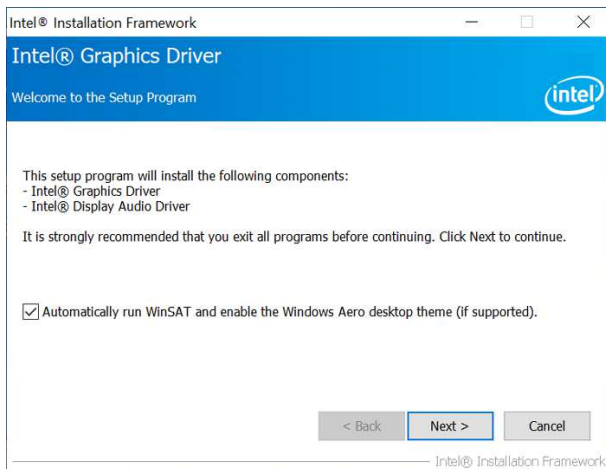 Intel® Installation Framework
Intel® Graphics Driver
Welcome to the Setup Program
intel
This setup program will install the following components:
- Intel® Graphics Driver
- Intel® Display Audio Driver
It is strongly recommended that you exit all programs before continuing. Click Next to continue.
Automatically run WinSAT and enable the Windows Aero desktop theme (if supported).
< Back Next > Cancel
Intel® Installation Framework